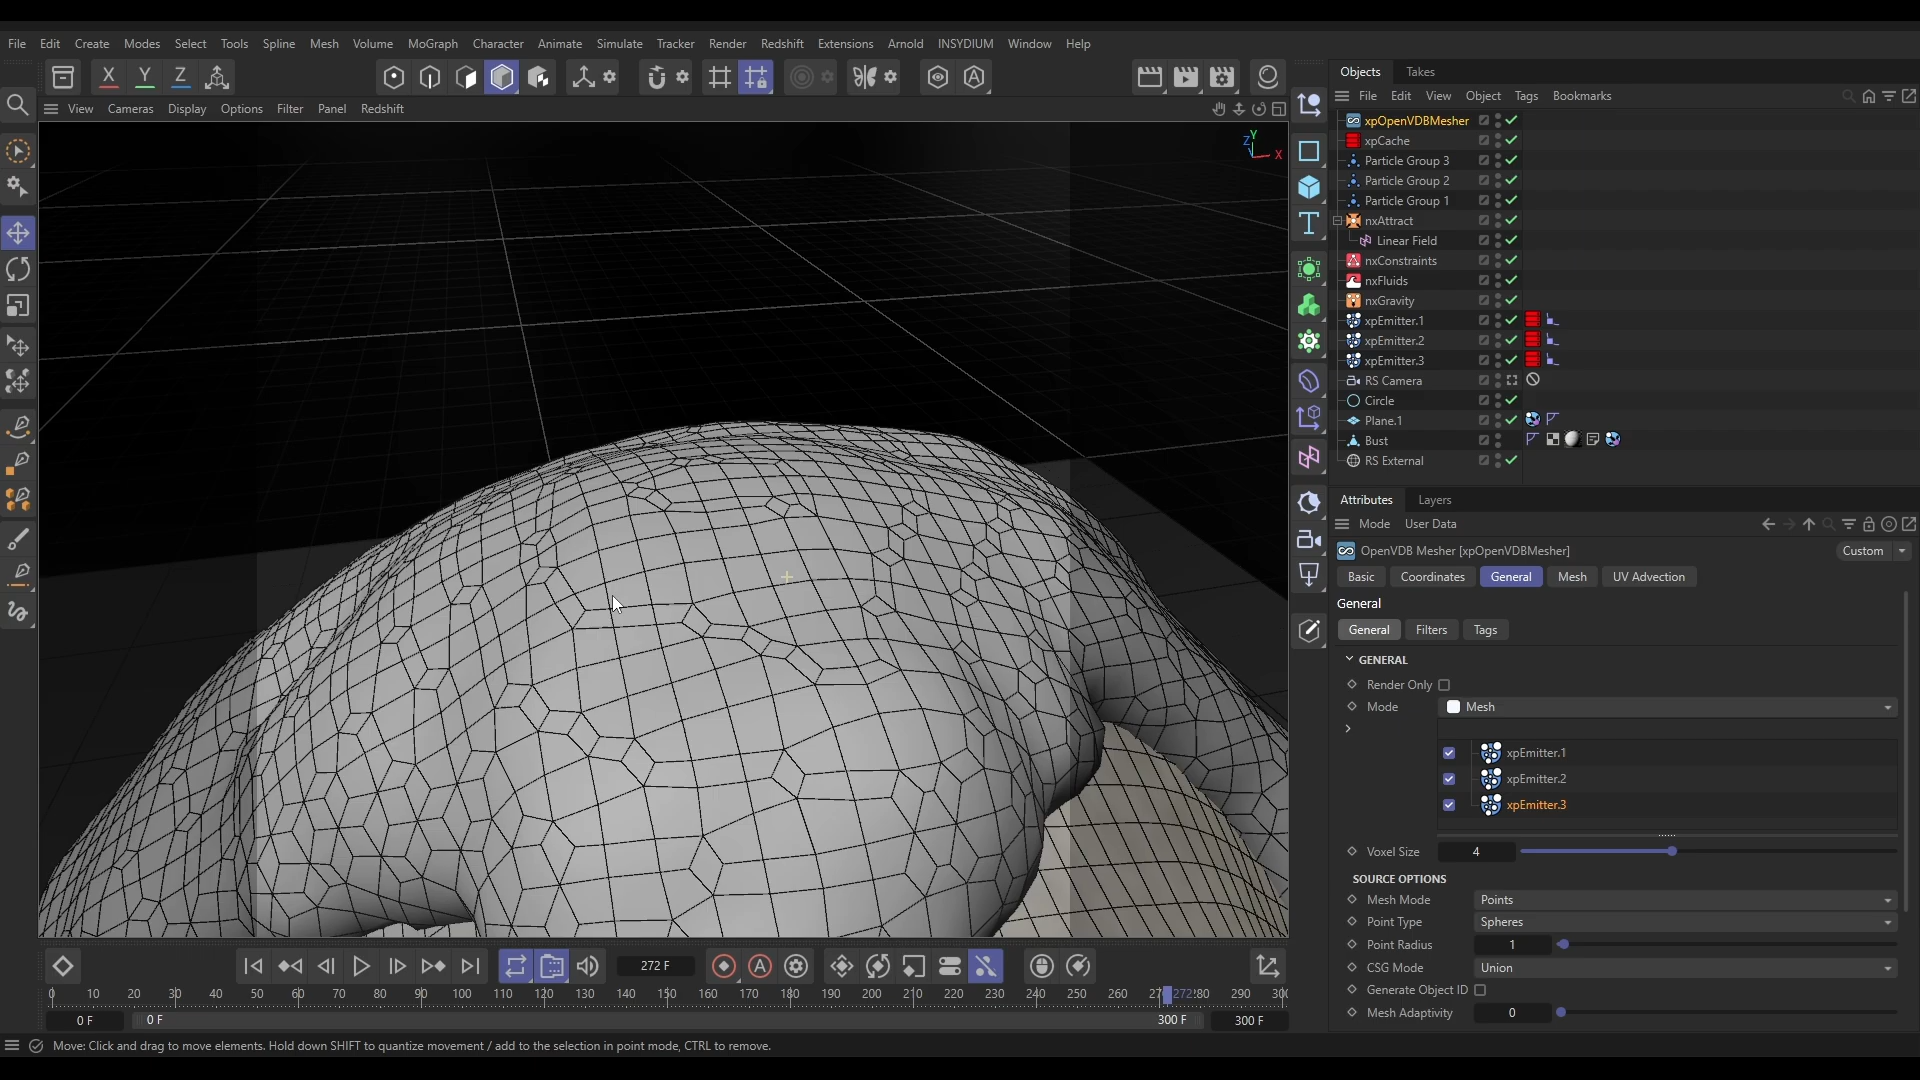 File Edit Create Modes Select Tools Spline Mesh Volume MoGraph Character Animate Simulate Tracker Render Redshift Extensions Arnold INSYDIUM Window Help
X Y Z
View Cameras Display Options Filter Panel Redshift
Y
Z
X
Objects Takes
File Edit View Object Tags Bookmarks
xpOpenVDBMesher
xpCache
Particle Group 3
Particle Group 2
Particle Group 1
nxAttract
Linear Field
nxConstraints
nxFluids
nxGravity
xpEmitter.1
xpEmitter.2
xpEmitter.3
RS Camera
Circle
Plane.1
Bust
RS External
Attributes Layers
Mode User Data
OpenVDB Mesher [xpOpenVDBMesher] Custom
Basic Coordinates General Mesh UV Advection
General
General Filters Tags
GENERAL
Render Only
Mode Mesh
xpEmitter.1
xpEmitter.2
xpEmitter.3
Voxel Size 4
SOURCE OPTIONS
Mesh Mode Points
Point Type Spheres
Point Radius 1
CSG Mode Union
Generate Object ID
Mesh Adaptivity 0
272 F
0 10 20 30 40 50 60 70 80 90 100 110 120 130 140 150 160 170 180 190 200 210 220 230 240 250 260 272 280 290
0 F 0 F 300 F 300 F
Move: Click and drag to move elements. Hold down SHIFT to quantize movement / add to the selection in point mode, CTRL to remove.